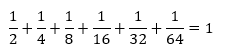 1/2 + 1/4 + 1/8 + 1/16 + 1/32 + 1/64 = 1